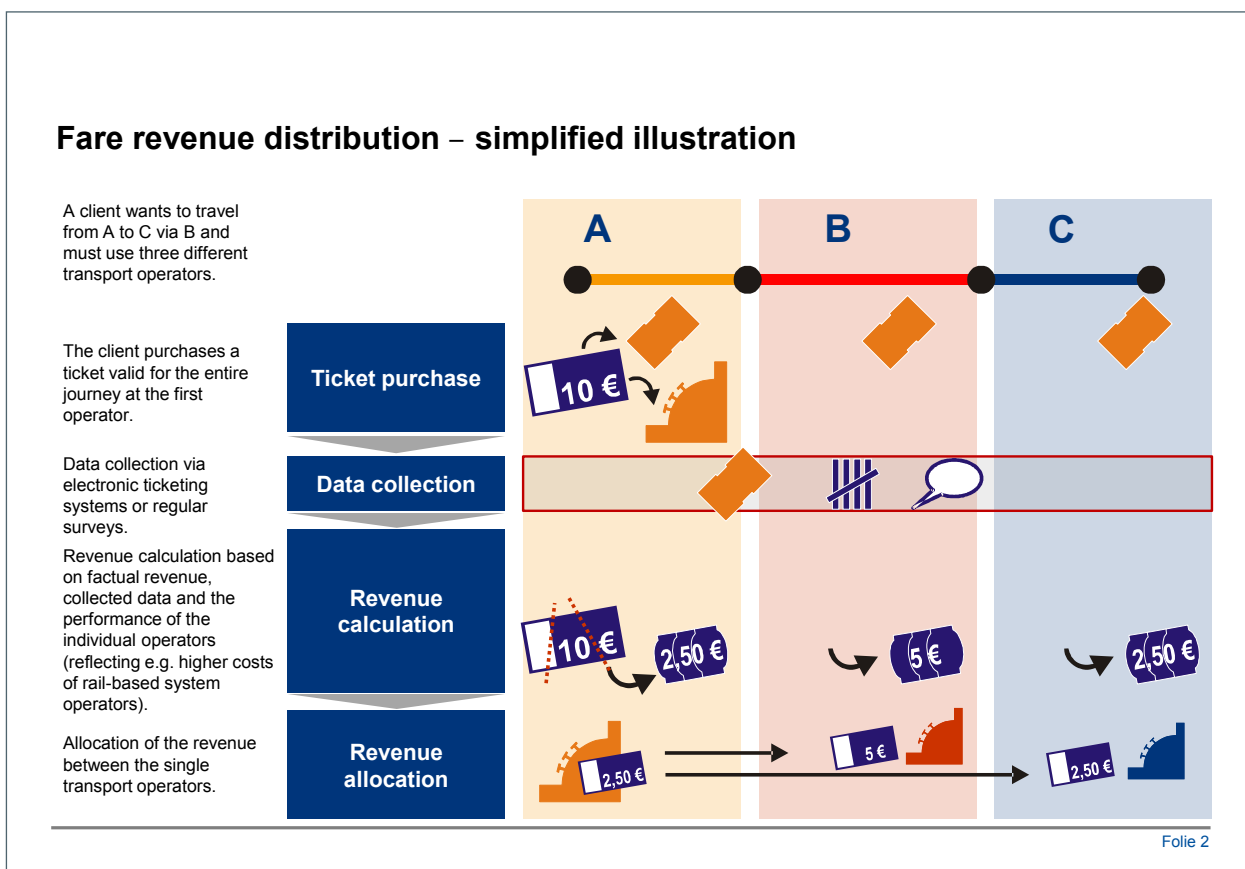 Fare revenue distribution – simplified illustration
A client wants to travel
from A to C via B and
must use three different
transport operators.
A
B
C
The client purchases a
ticket valid for the entire
journey at the first
operator.
Ticket purchase
10 €
Data collection via
electronic ticketing
systems or regular
surveys.
Data collection
Revenue calculation based
on factual revenue,
collected data and the
performance of the
individual operators
(reflecting e.g. higher costs
of rail-based system
operators).
Revenue
calculation
10 €
2,50 €
5 €
2,50 €
Allocation of the revenue
between the single
transport operators.
Revenue
allocation
2,50 €
5 €
2,50 €
Folie 2